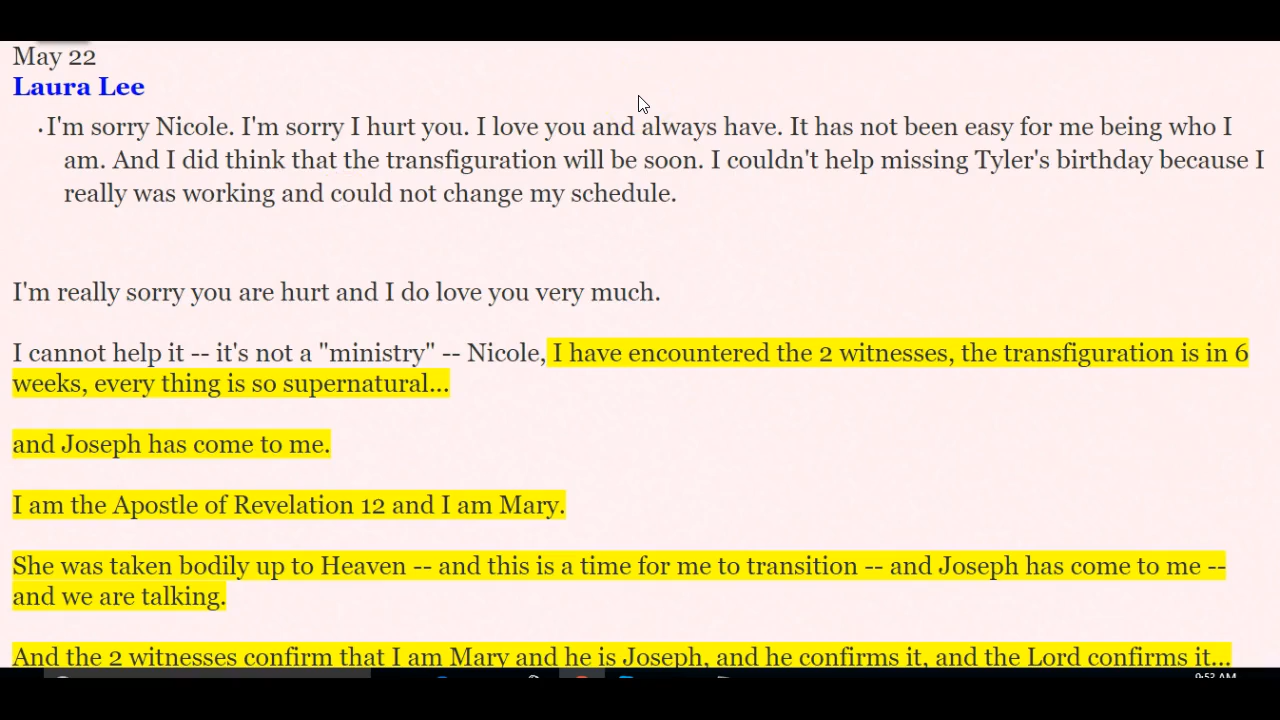 May 22
Laura Lee
·I'm sorry Nicole. I'm sorry I hurt you. I love you and always have. It has not been easy for me being who I
am. And I did think that the transfiguration will be soon. I couldn't help missing Tyler's birthday because I
really was working and could not change my schedule.
I'm really sorry you are hurt and I do love you very much.
I cannot help it -- it's not a "ministry" -- Nicole, I have encountered the 2 witnesses, the transfiguration is in 6
weeks, every thing is so supernatural...
and Joseph has come to me.
I am the Apostle of Revelation 12 and I am Mary.
She was taken bodily up to Heaven -- and this is a time for me to transition -- and Joseph has come to me --
and we are talking.
And the 2 witnesses confirm that I am Mary and he is Joseph, and he confirms it, and the Lord confirms it...
9:53 AM